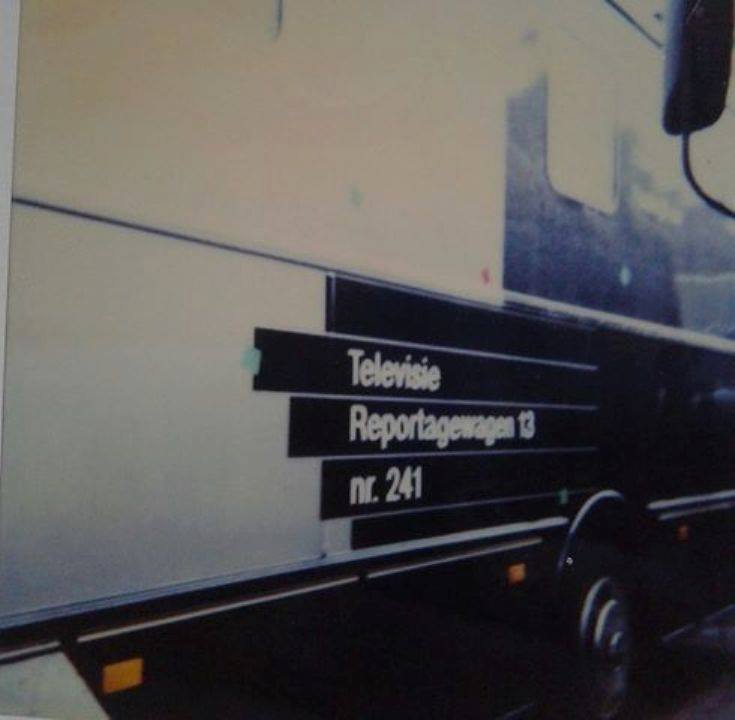 Televisie
Reportagewagen 13
nr. 241